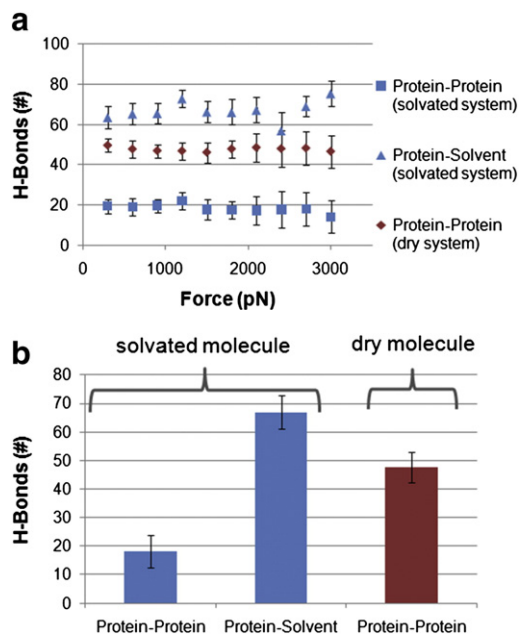 a
H-Bonds (#)
100
80
60
40
20
0
0
1000
2000
3000
Force (pN)
Protein-Protein
(solvated system)
Protein-Solvent
(solvated system)
Protein-Protein
(dry system)
b
solvated molecule
dry molecule
H-Bonds (#)
80
70
60
50
40
30
20
10
0
Protein-Protein
Protein-Solvent
Protein-Protein